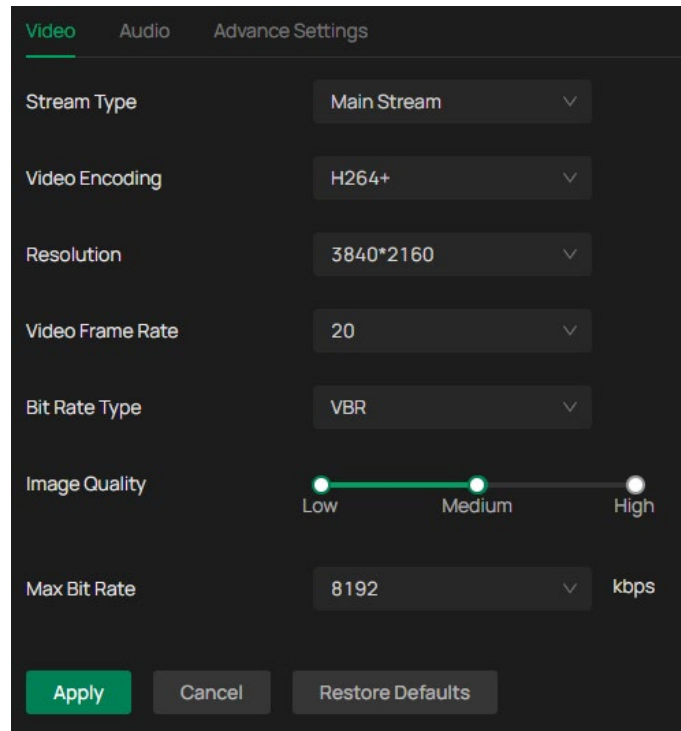 Video Audio Advance Settings
Stream Type Main Stream
Video Encoding H264+
Resolution 3840*2160
Video Frame Rate 20
Bit Rate Type VBR
Image Quality
Low Medium High
Max Bit Rate 8192 kbps
Apply Cancel Restore Defaults